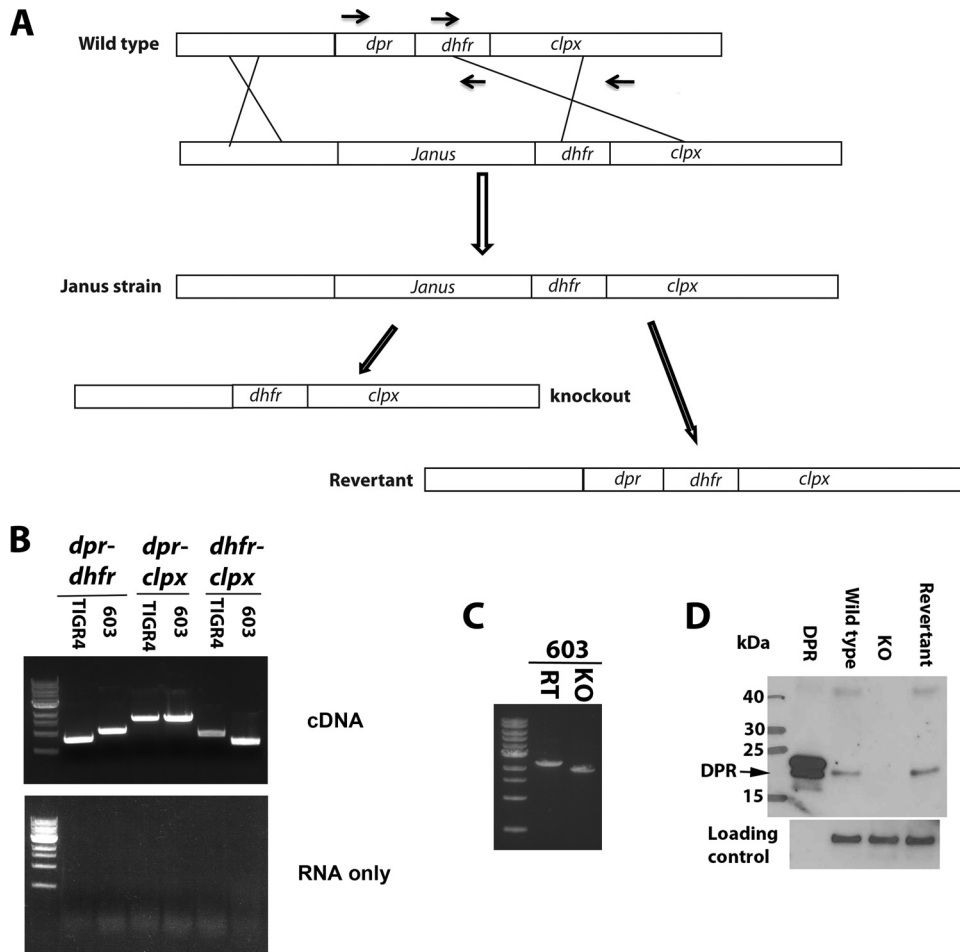 A
Wild type
dpr
dhfr
clpx
Janus
dhfr
clpx
Janus strain
Janus
dhfr
clpx
dhfr
clpx
knockout
Revertant
dpr
dhfr
clpx
B
dpr-
dhfr
dpr-
clpx
dhfr-
clpx
TIGR4
603
TIGR4
603
TIGR4
603
cDNA
RNA only
C
603
RT
KO
D
kDa
DPR
Wild type
KO
Revertant
40
30
25
DPR
15
Loading
control